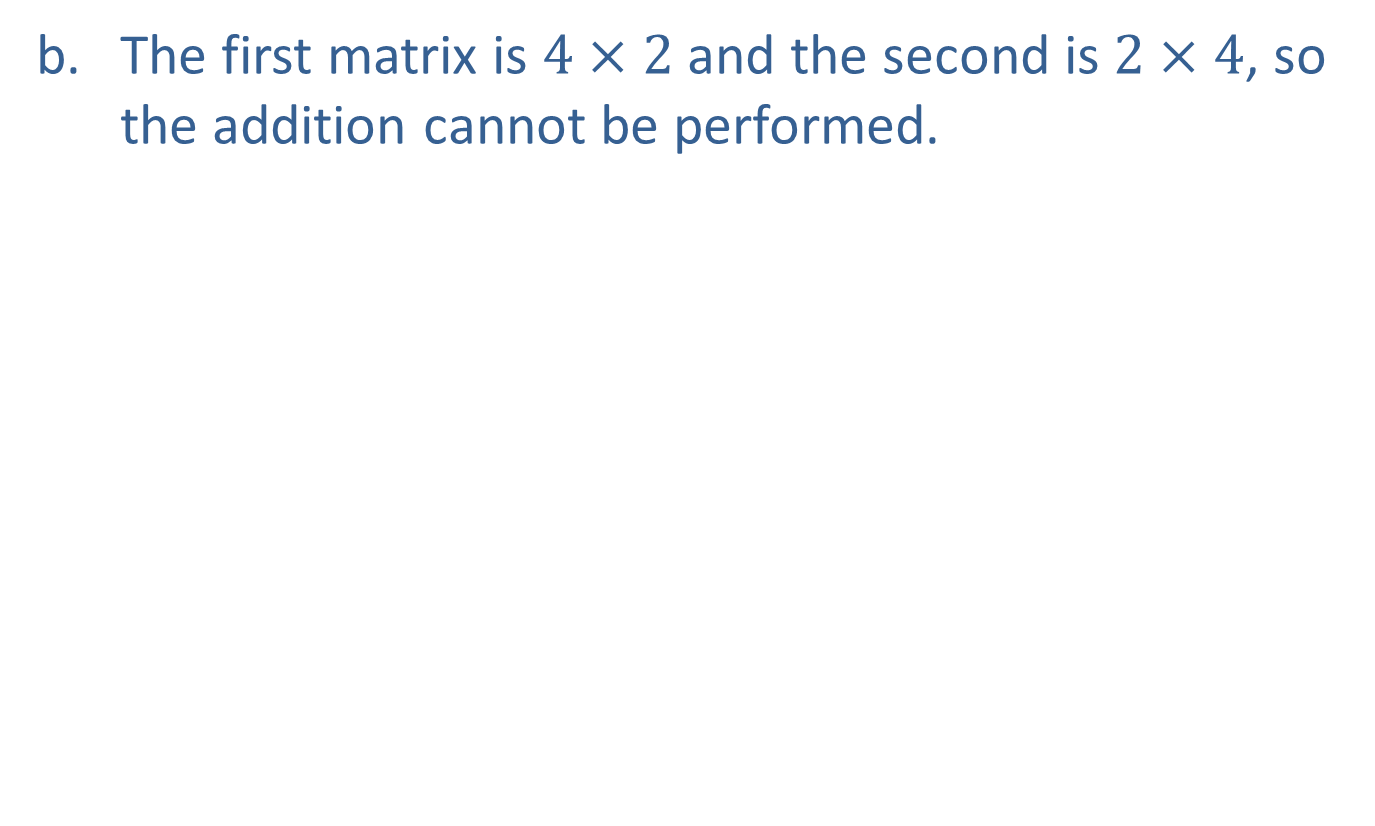 b. The first matrix is 4 × 2 and the second is 2 × 4, so
the addition cannot be performed.